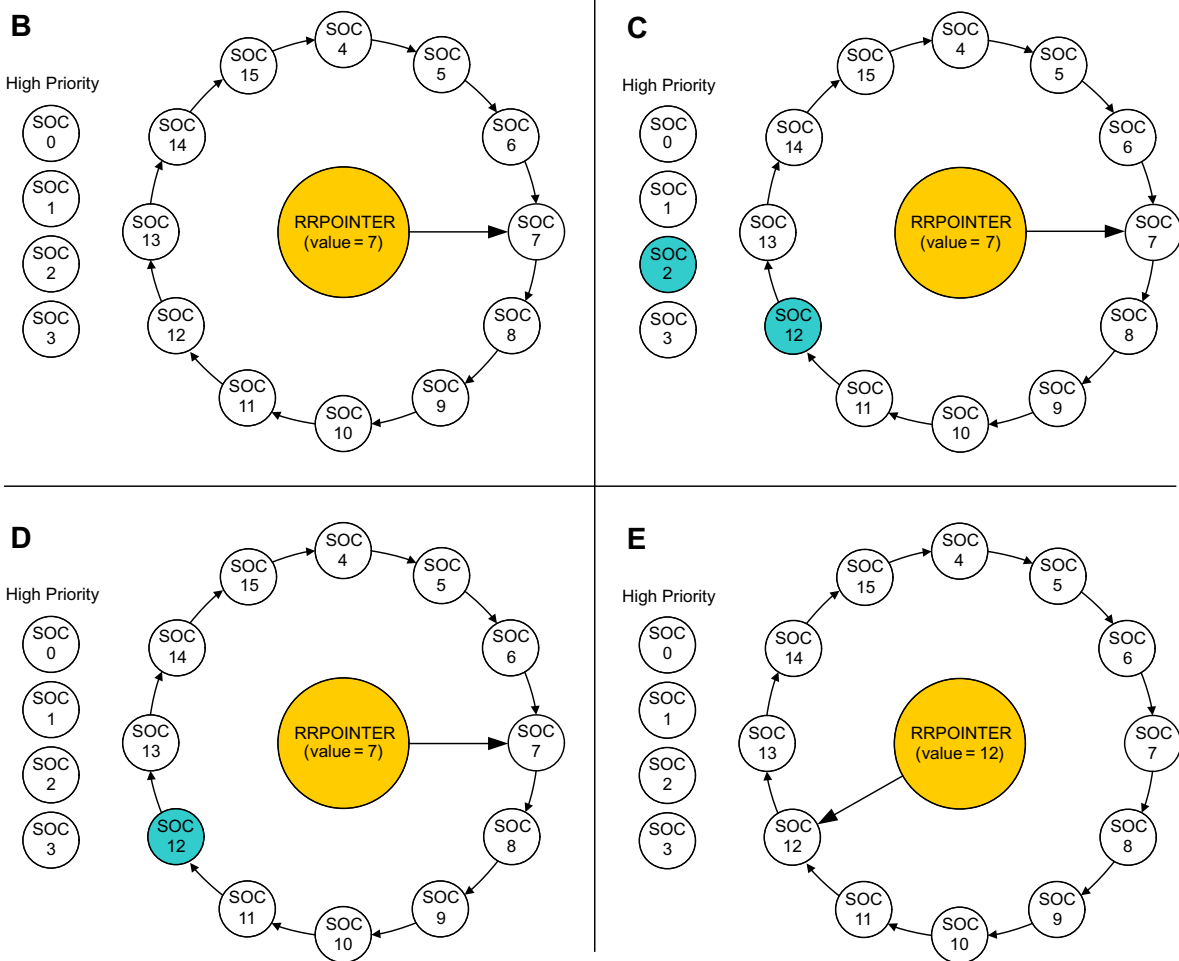 B
High Priority
SOC
0
SOC
1
SOC
2
SOC
3
SOC
4
SOC
5
SOC
6
SOC
7
SOC
8
SOC
9
SOC
10
SOC
11
SOC
12
SOC
13
SOC
14
SOC
15
RRPOINTER
(value = 7)
C
High Priority
SOC
0
SOC
1
SOC
2
SOC
3
SOC
4
SOC
5
SOC
6
SOC
7
SOC
8
SOC
9
SOC
10
SOC
11
SOC
12
SOC
13
SOC
14
SOC
15
RRPOINTER
(value = 7)
D
High Priority
SOC
0
SOC
1
SOC
2
SOC
3
SOC
4
SOC
5
SOC
6
SOC
7
SOC
8
SOC
9
SOC
10
SOC
11
SOC
12
SOC
13
SOC
14
SOC
15
RRPOINTER
(value = 7)
E
High Priority
SOC
0
SOC
1
SOC
2
SOC
3
SOC
4
SOC
5
SOC
6
SOC
7
SOC
8
SOC
9
SOC
10
SOC
11
SOC
12
SOC
13
SOC
14
SOC
15
RRPOINTER
(value = 12)